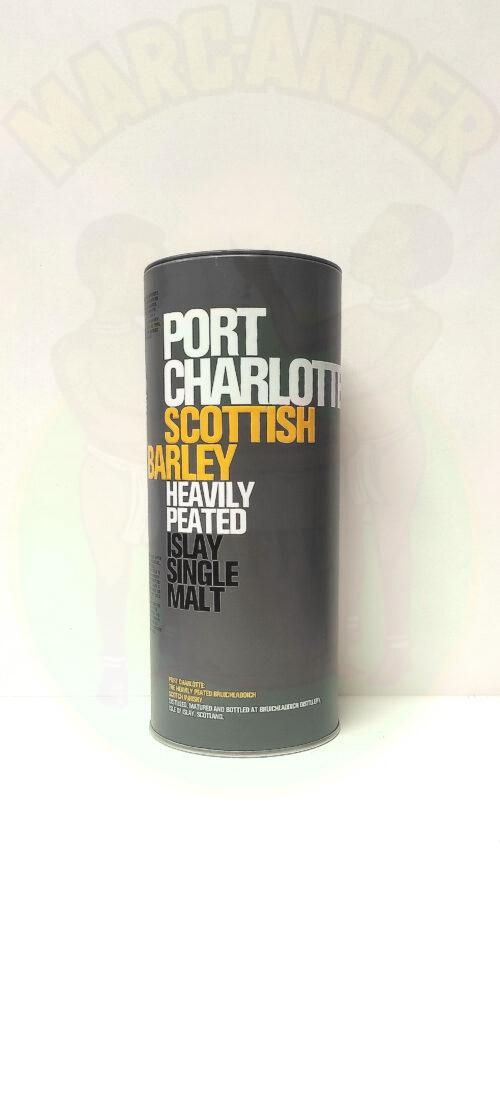 MARC-ANDER
PORT
CHARLOTTE
SCOTTISH
BARLEY
HEAVILY
PEATED
ISLAY
SINGLE
MALT
PORT CHARLOTTE
THE HEAVILY PEATED BRUICHLADDICH
SCOTCH WHISKY
DISTILLED, MATURED AND BOTTLED AT BRUICHLADDICH DISTILLERY,
ISLE OF ISLAY, SCOTLAND.